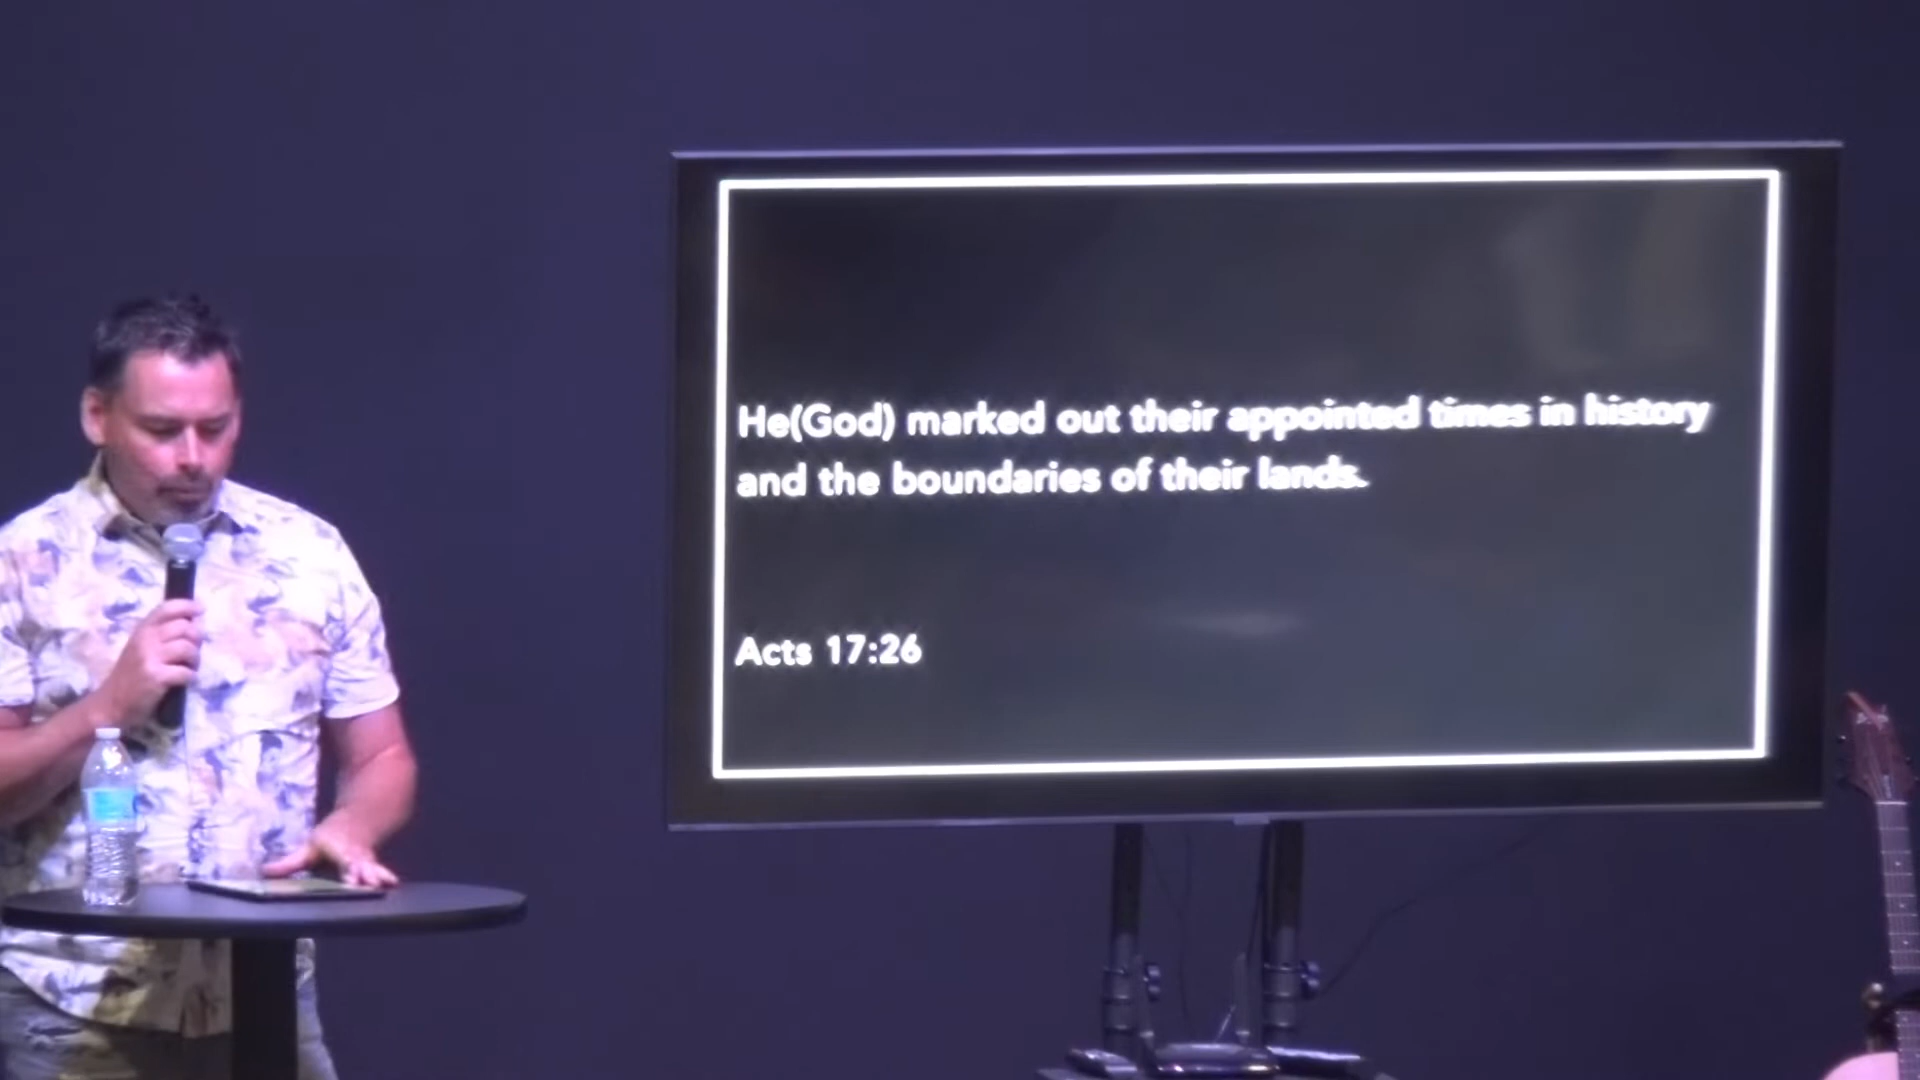 He(God) marked out their appointed times in history
and the boundaries of their lands.
Acts 17:26